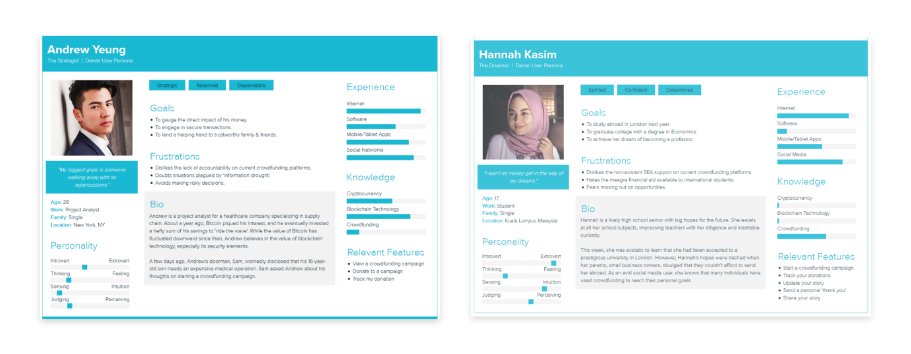 Andrew Yeung
The Strategist | Denari User Persona
"My biggest gripe is someone
walking away with no
repercussions."
Age: 28
Work: Project Analyst
Family: Single
Location: New York, NY
Personality
Introvert Extrovert
Thinking Feeling
Sensing Intuition
Judging Perceiving
Strategist Reserved Dependable
Goals
To gauge the direct impact of his money.
To engage in secure transactions.
To lend a helping hand to trustworthy family & friends.
Frustrations
Dislikes the lack of accountability on current crowdfunding platforms.
Doubts situations plagued by "information drought".
Avoids making risky decisions.
Bio
Andrew is a project analyst for a healthcare company specializing in supply
chain. About a year ago, Bitcoin piqued his interest, and he eventually invested
a hefty sum of his savings to "ride the wave". While the value of Bitcoin has
fluctuated downward since then, Andrew believes in the value of blockchain
technology, especially its security elements.
A few days ago, Andrew's doorman, Sam, worriedly disclosed that his 16-year-
old son needs an expensive medical operation. Sam asked Andrew about his
thoughts on starting a crowdfunding campaign.
Experience
Internet
Software
Mobile/Tablet Apps
Social Networks
Knowledge
Cryptocurrency
Blockchain Technology
Crowdfunding
Relevant Features
View a crowdfunding campaign
Donate to a campaign
Track my donation
Hannah Kasim
The Dreamer | Denari User Persona
"I won't let money get in the way of
my dreams."
Age: 17
Work: Student
Family: Single
Location: Kuala Lumpur, Malaysia
Personality
Introvert Extrovert
Thinking Feeling
Sensing Intuition
Judging Perceiving
Spirited Confident Determined
Goals
To study abroad in London next year.
To graduate college with a degree in Economics.
To achieve her dream of becoming a professor.
Frustrations
Dislikes the non-existent SEA support on current crowdfunding platforms.
Hates the meagre financial aid available to international students.
Fears missing out on opportunities.
Bio
Hannah is a lively high school senior with big hopes for the future. She excels
at all her school subjects, impressing teachers with her diligence and insatiable
curiosity.
This week, she was ecstatic to learn that she had been accepted to a
prestigious university in London. However, Hannah's hopes were dashed when
her parents, small business owners, divulged that they couldn't afford to send
her abroad. As an avid social media user, she knows that many individuals have
used crowdfunding to reach their personal goals.
Experience
Internet
Software
Mobile/Tablet Apps
Social Media
Knowledge
Cryptocurrency
Blockchain Technology
Crowdfunding
Relevant Features
Start a crowdfunding campaign
Track your donations
Update your story
Send a personal 'thank you'
Share your story